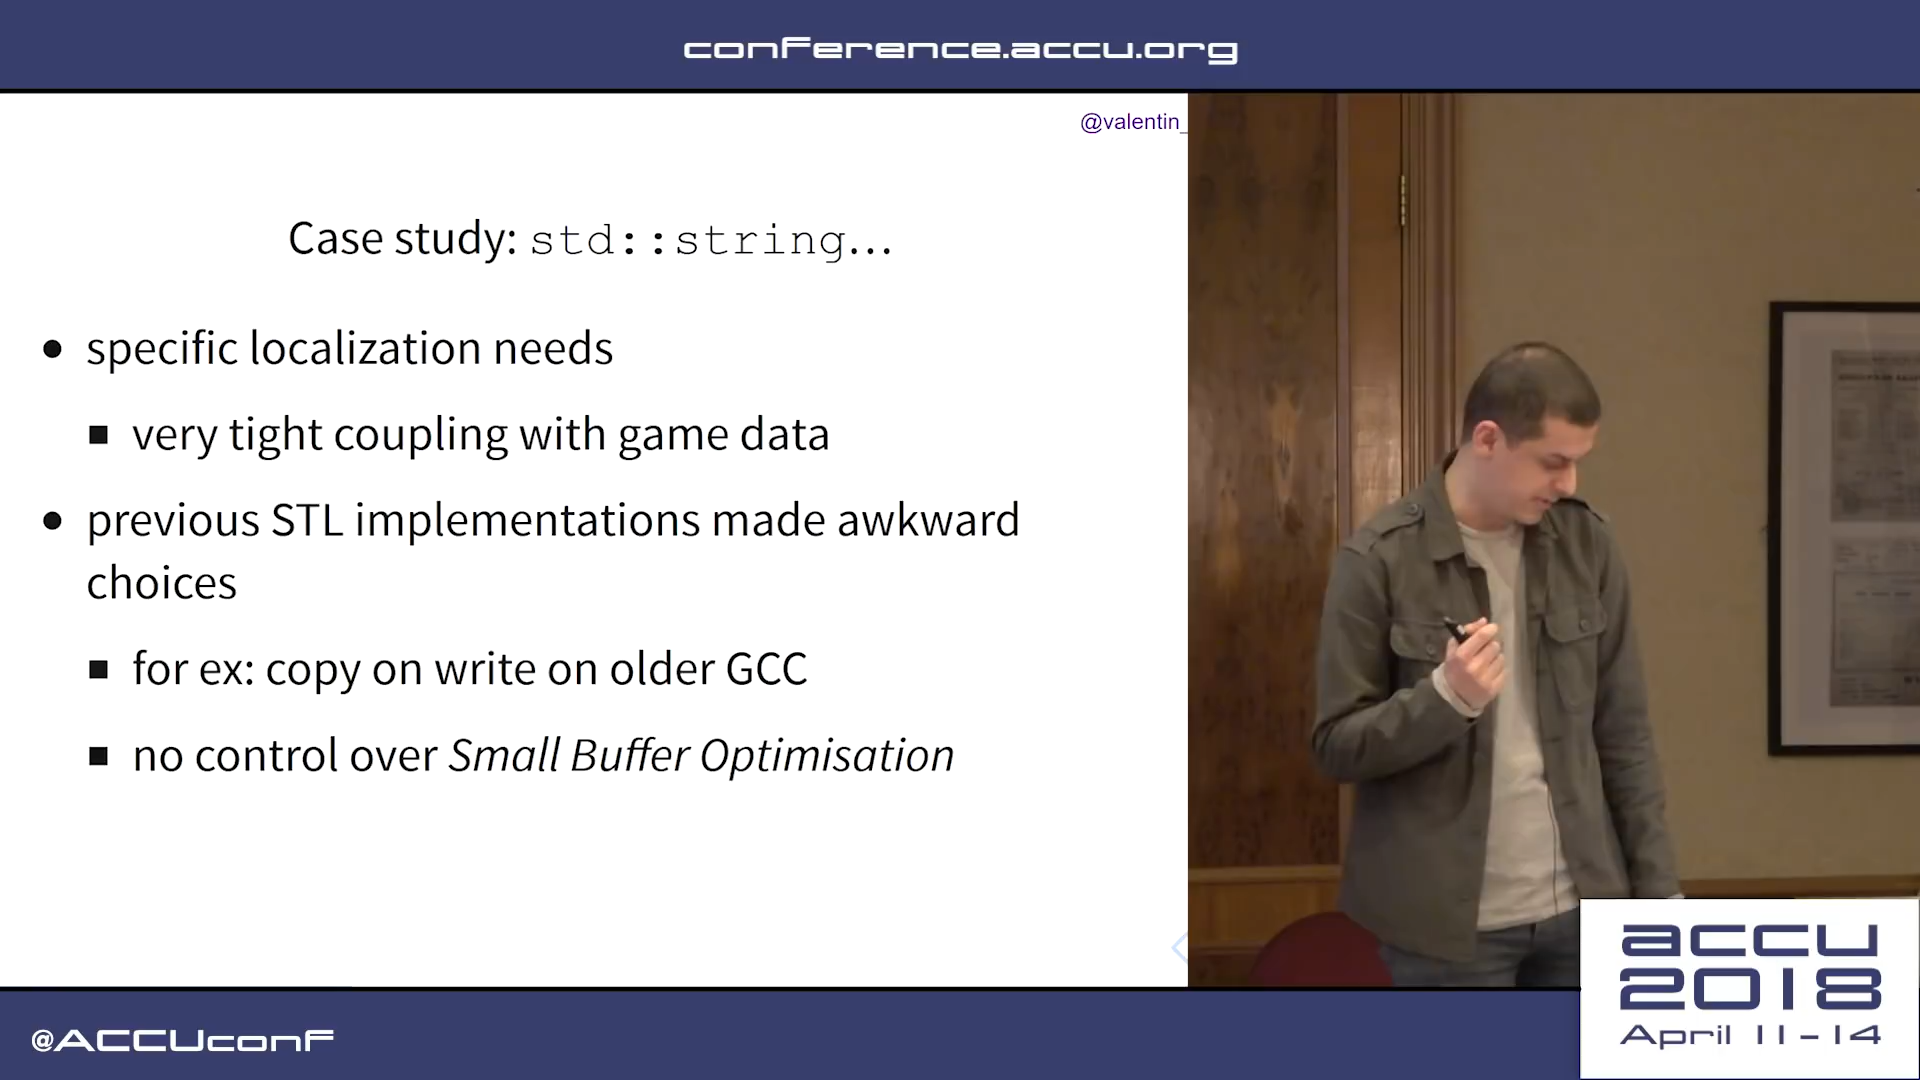 conference.accu.org
@valentin_
Case study: std::string...
specific localization needs
very tight coupling with game data
previous STL implementations made awkward
choices
for ex: copy on write on older GCC
no control over Small Buffer Optimisation
accu
2018
April 11-14
@ACCUconf